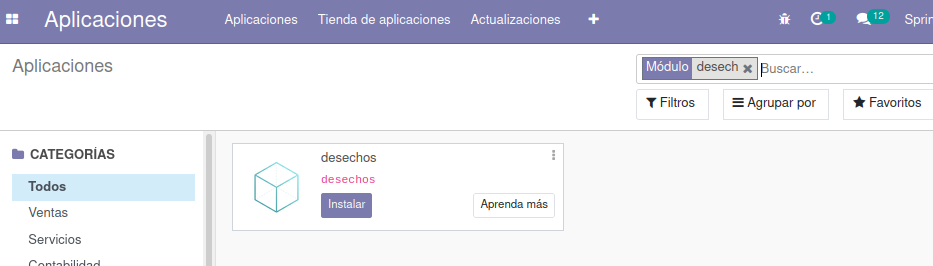 Aplicaciones Aplicaciones Tienda de aplicaciones Actualizaciones 1 12 Sprin
Aplicaciones Módulo desech Buscar...
Filtros Agrupar por Favoritos
CATEGORÍAS
Todos
Ventas
Servicios
Contabilidad
desechos
desechos
Instalar Aprenda más